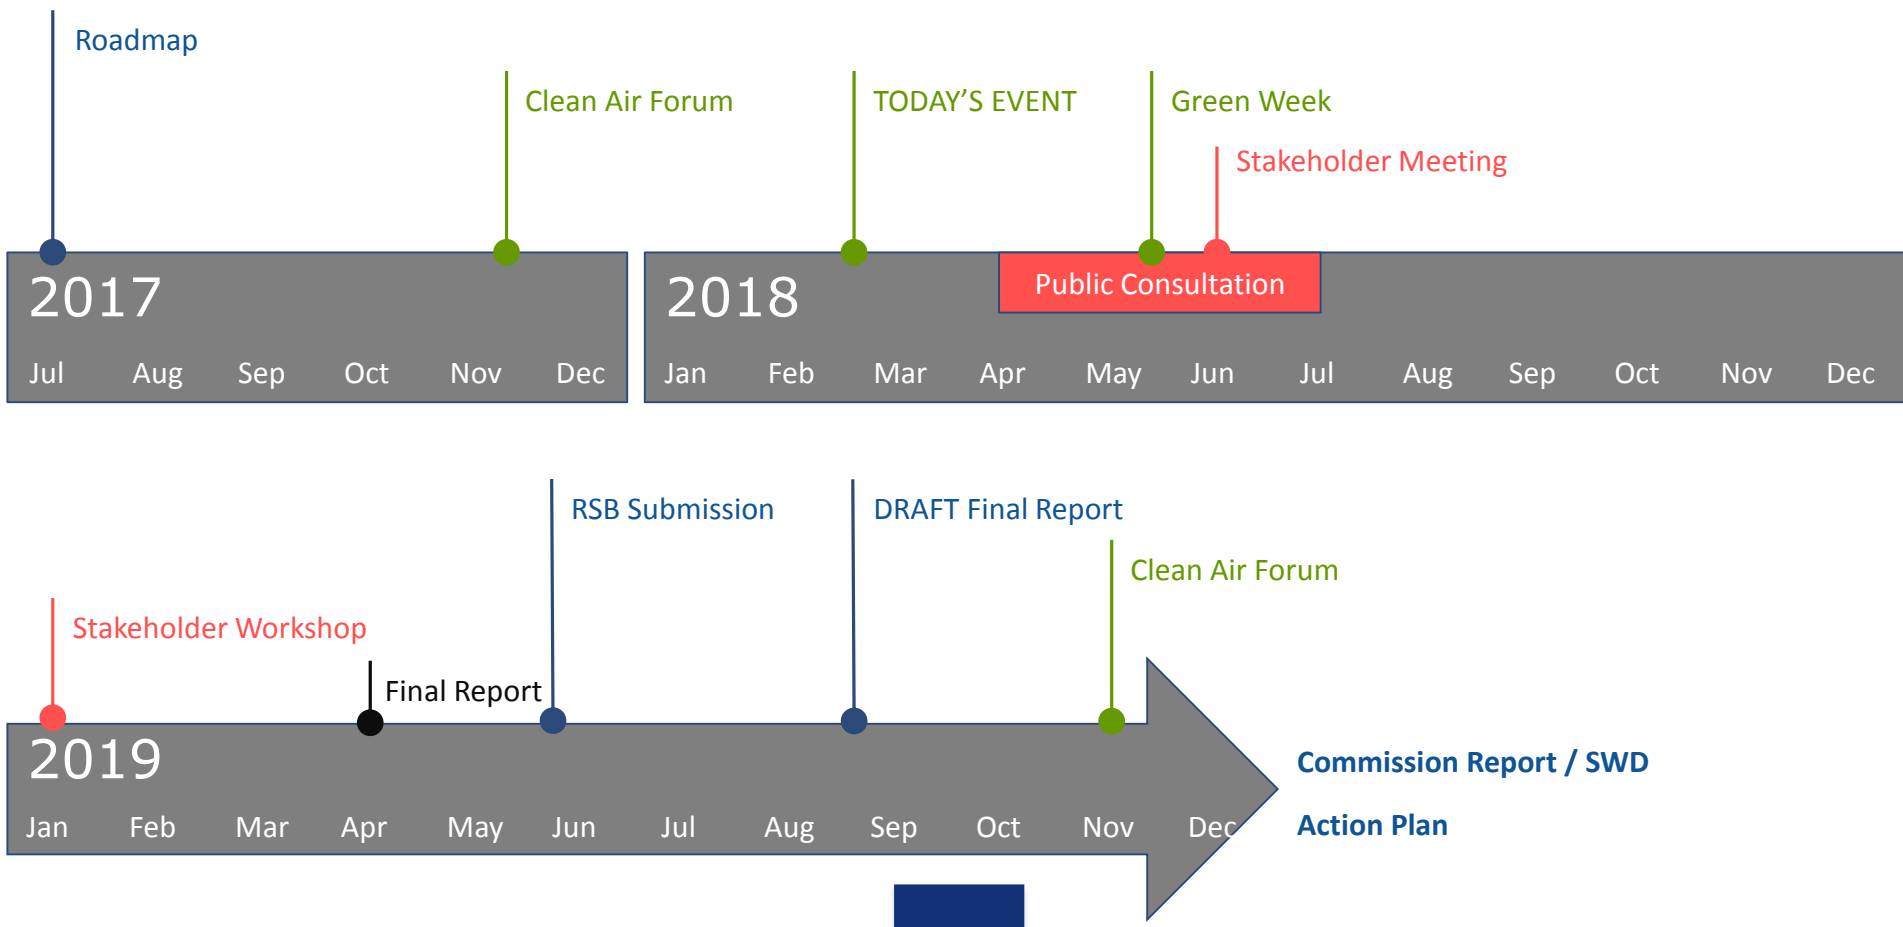 Roadmap
Clean Air Forum
TODAY’S EVENT
Green Week
Stakeholder Meeting
2017
2018
Public Consultation
Jul Aug Sep Oct Nov Dec
Jan Feb Mar Apr May Jun Jul Aug Sep Oct Nov Dec
RSB Submission
DRAFT Final Report
Clean Air Forum
Stakeholder Workshop
Final Report
2019
Jan Feb Mar Apr May Jun Jul Aug Sep Oct Nov Dec
Commission Report / SWD
Action Plan